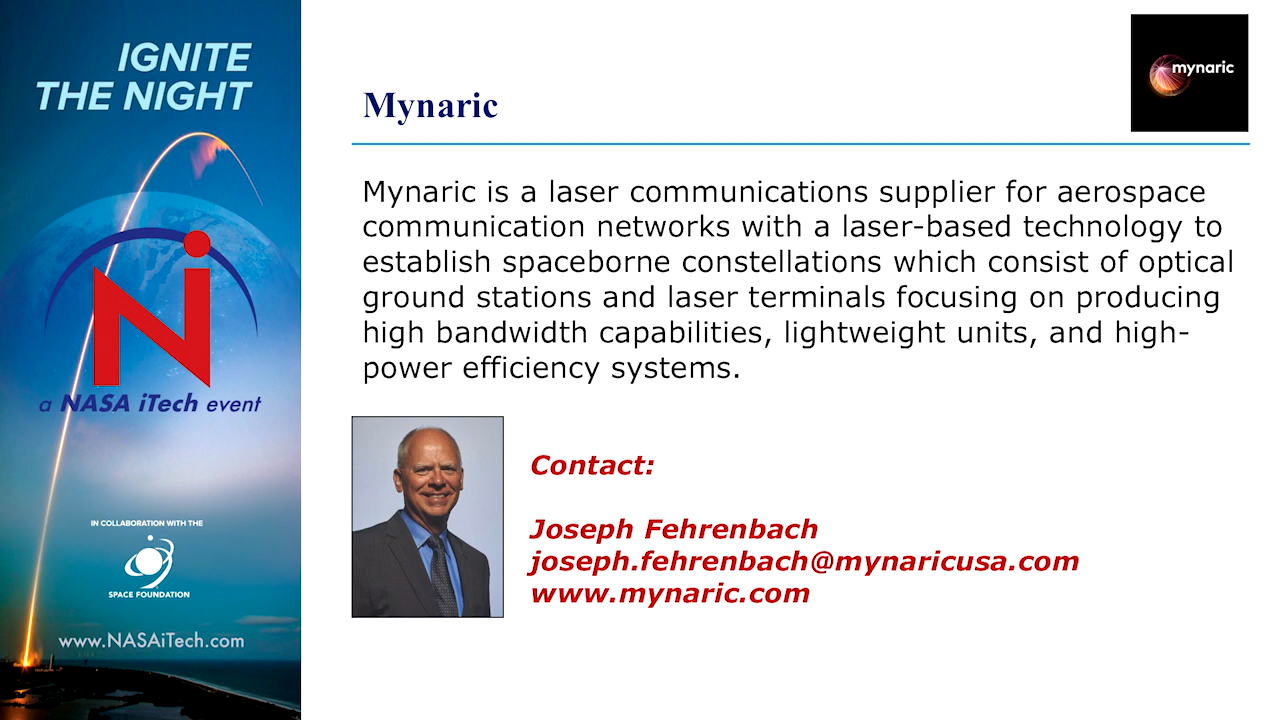 IGNITE
THE NIGHT
Ni
a NASA iTech event
IN COLLABORATION WITH THE
SPACE FOUNDATION
www.NASAiTech.com
mynaric
Mynaric
Mynaric is a laser communications supplier for aerospace
communication networks with a laser-based technology to
establish spaceborne constellations which consist of optical
ground stations and laser terminals focusing on producing
high bandwidth capabilities, lightweight units, and high-
power efficiency systems.
Contact:
Joseph Fehrenbach
joseph.fehrenbach@mynaricusa.com
www.mynaric.com